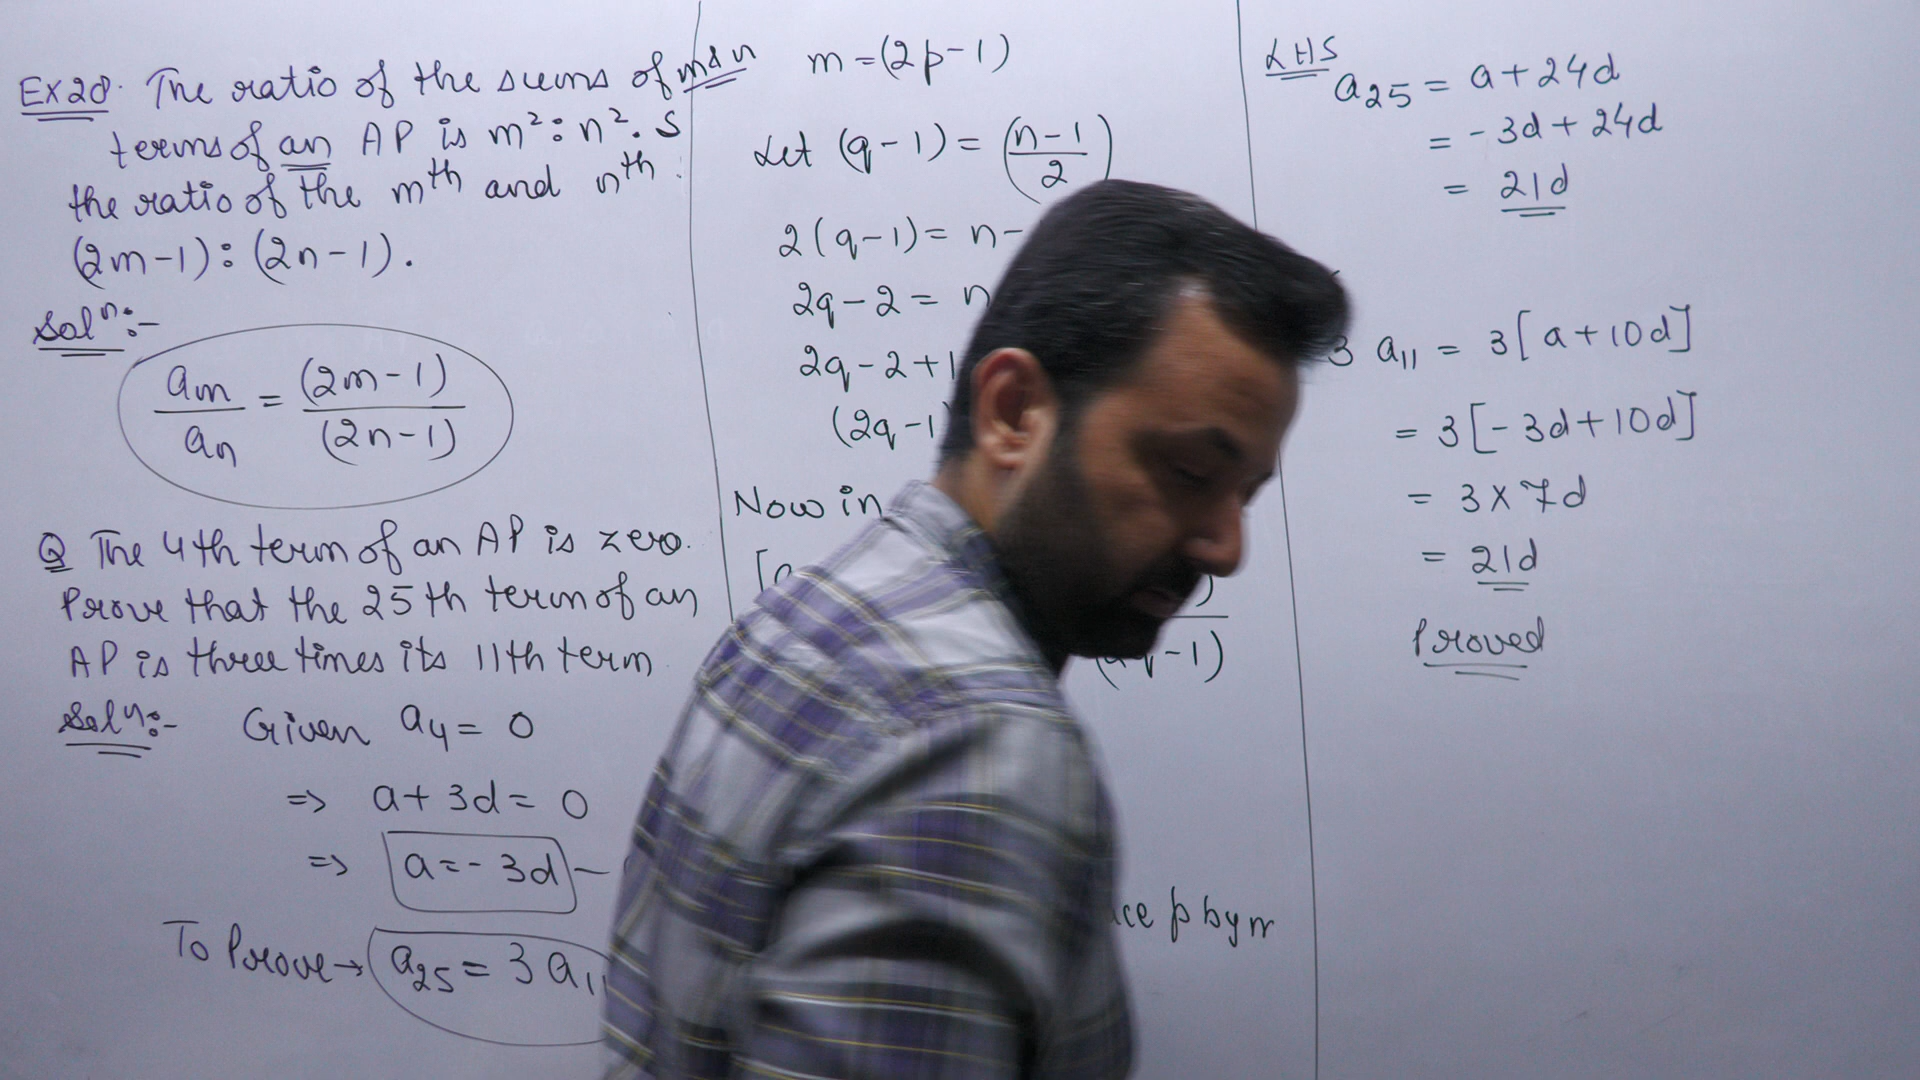 Ex 28. The ratio of the sums of m & n
terms of an AP is m² : n². S
the ratio of the mth and nth
(2m-1) : (2n-1).
Solⁿ:-
am/an = (2m-1)/(2n-1)
Q The 4th term of an AP is zero.
Prove that the 25th term of an
AP is three times its 11th term
Solⁿ:- Given a4 = 0
=> a + 3d = 0
=> a = -3d
To Prove → a25 = 3 a11
m = (2p-1)
Let (q-1) = (n-1/2)
2(q-1) = n-
2q-2 = n
2q-2+1
(2q-1
Now in
-1)
p by m
LHS
a25 = a + 24d
= -3d + 24d
= 21d
3 a11 = 3[a+10d]
= 3[-3d+10d]
= 3 x 7d
= 21d
Proved